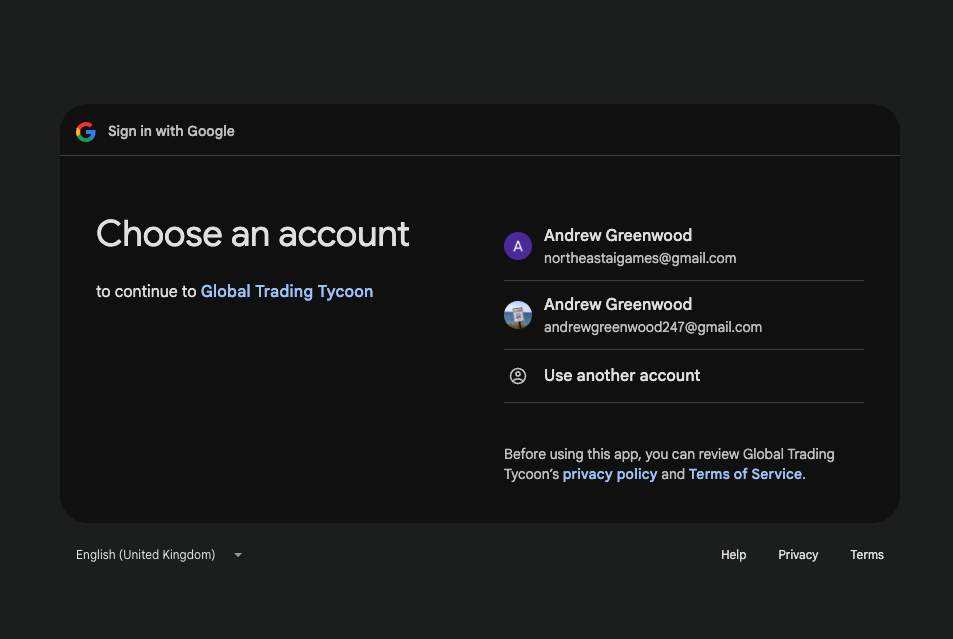 Sign in with Google
Choose an account
to continue to Global Trading Tycoon
A
Andrew Greenwood
northeastaigames@gmail.com
Andrew Greenwood
andrewgreenwood247@gmail.com
Use another account
Before using this app, you can review Global Trading
Tycoon’s privacy policy and Terms of Service.
English (United Kingdom)
Help
Privacy
Terms